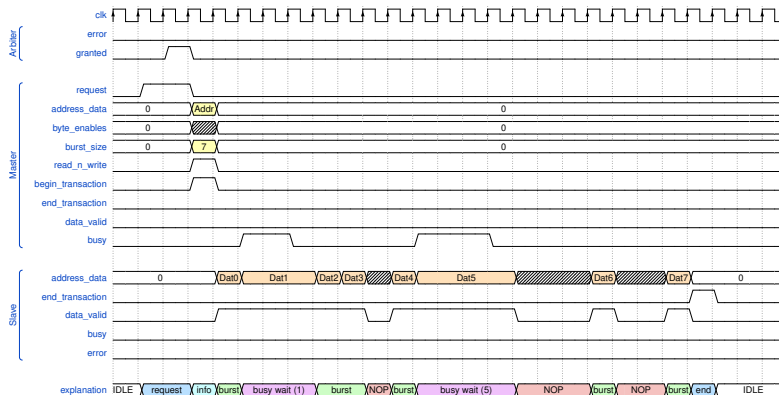 clk
Arbiter
error
granted
Master
request
address_data 0 Addr 0
byte_enables 0 0
burst_size 0 7 0
read_n_write
begin_transaction
end_transaction
data_valid
busy
Slave
address_data 0 Dat0 Dat1 Dat2 Dat3 Dat4 Dat5 Dat6 Dat7 0
end_transaction
data_valid
busy
error
explanation IDLE request info burst busy wait (1) burst NOP burst busy wait (5) NOP burst NOP burst end IDLE